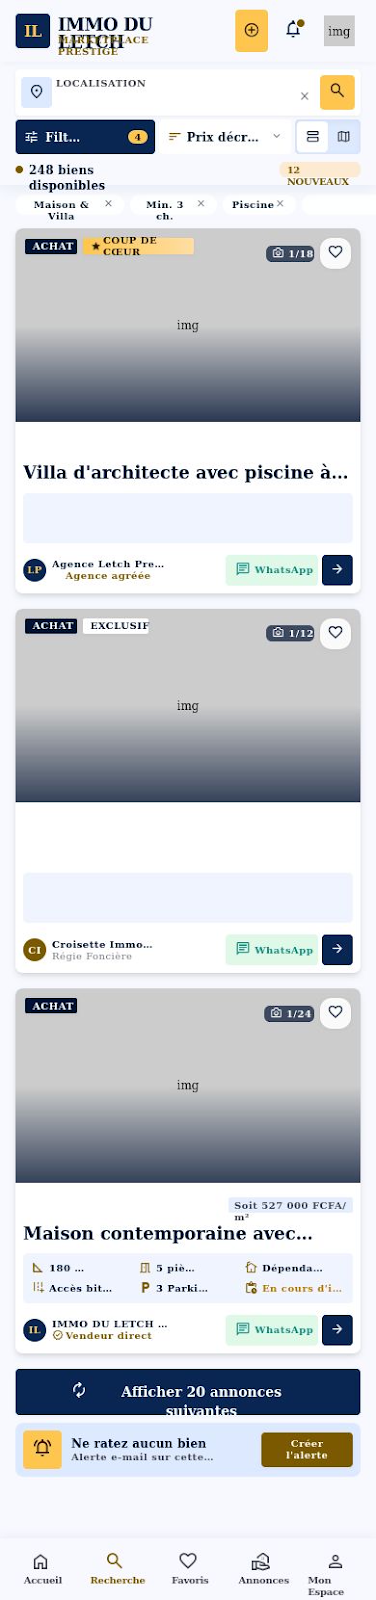 IL
IMMO DU
LETCH
MARKETPLACE
PRESTIGE
img
LOCALISATION
Filt...
4
Prix décr...
248 biens
disponibles
12
NOUVEAUX
Maison &
Villa
Min. 3
ch.
Piscine
ACHAT
COUP DE
CŒUR
1/18
img
Villa d'architecte avec piscine à...
LP
Agence Letch Pre...
Agence agréée
WhatsApp
ACHAT
EXCLUSIF
1/12
img
CI
Croisette Immo...
Régie Foncière
WhatsApp
ACHAT
1/24
img
Soit 527 000 FCFA/
m²
Maison contemporaine avec...
180 ...
5 piè...
Dépenda...
Accès bit...
3 Parki...
En cours d'i...
IL
IMMO DU LETCH ...
Vendeur direct
WhatsApp
Afficher 20 annonces
suivantes
Ne ratez aucun bien
Alerte e-mail sur cette...
Créer
l'alerte
Accueil
Recherche
Favoris
Annonces
Mon
Espace